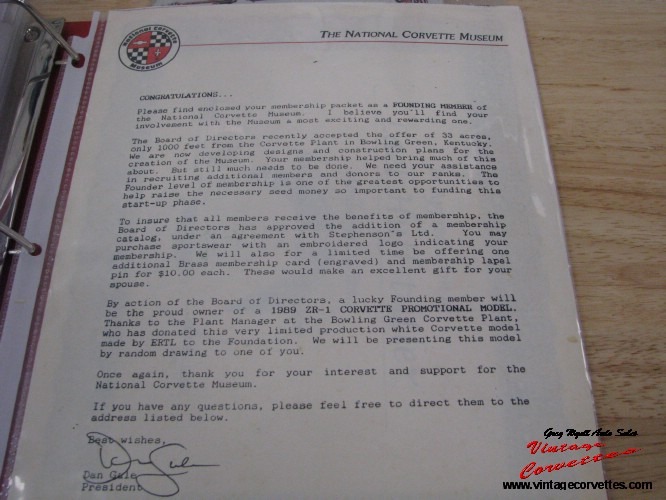 THE NATIONAL CORVETTE MUSEUM
National Corvette
Museum
CONGRATULATIONS...
Please find enclosed your membership packet as a FOUNDING MEMBER of
the National Corvette Museum. I believe you'll find your
involvement with the Museum a most exciting and rewarding one.
The Board of Directors recently accepted the offer of 33 acres,
only 1000 feet from the Corvette Plant in Bowling Green, Kentucky.
We are now developing designs and construction plans for the
creation of the Museum. Your membership helped bring much of this
about. But still much needs to be done. We need your assistance
in recruiting additional members and donors to our ranks. The
Founder level of membership is one of the greatest opportunities to
help raise the necessary seed money so important to funding this
start-up phase.
To insure that all members receive the benefits of membership, the
Board of Directors has approved the addition of a membership
catalog, under an agreement with Stephenson's Ltd. You may
purchase sportswear with an embroidered logo indicating your
membership. We will also for a limited time be offering one
additional Brass membership card (engraved) and membership lapel
pin for $10.00 each. These would make an excellent gift for your
spouse.
By action of the Board of Directors, a lucky Founding member will
be the proud owner of a 1989 ZR-1 CORVETTE PROMOTIONAL MODEL.
Thanks to the Plant Manager at the Bowling Green Corvette Plant,
who has donated this very limited production white Corvette model
made by ERTL to the Foundation. We will be presenting this model
by random drawing to one of you.
Once again, thank you for your interest and support for the
National Corvette Museum.
If you have any questions, please feel free to direct them to the
address listed below.
Best wishes,
Dan Gale
President
Greg Wyatt Auto Sales
Vintage
Corvettes
www.vintagecorvettes.com